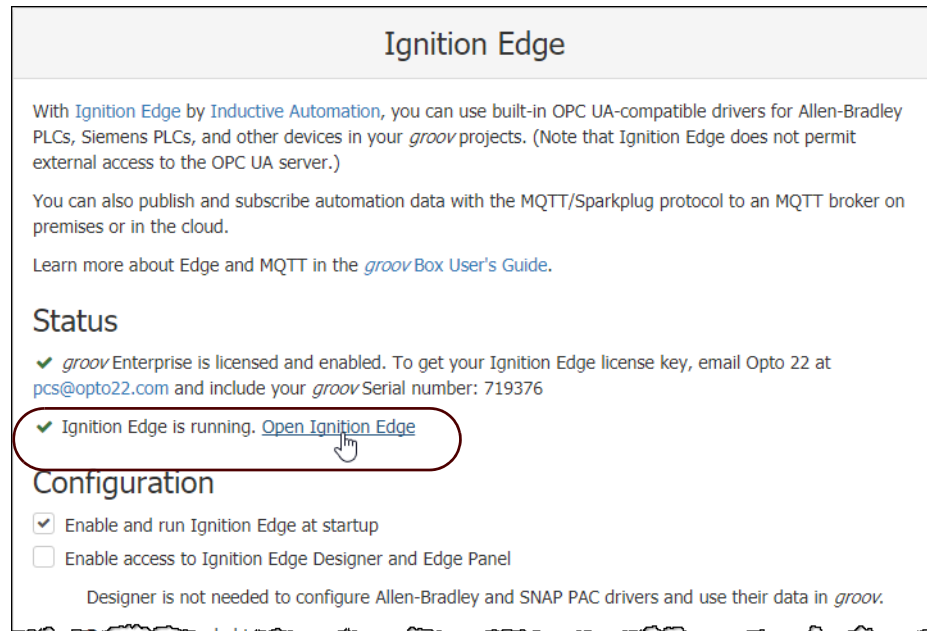 Ignition Edge
With Ignition Edge by Inductive Automation, you can use built-in OPC UA-compatible drivers for Allen-Bradley
PLCs, Siemens PLCs, and other devices in your groov projects. (Note that Ignition Edge does not permit
external access to the OPC UA server.)
You can also publish and subscribe automation data with the MQTT/Sparkplug protocol to an MQTT broker on
premises or in the cloud.
Learn more about Edge and MQTT in the groov Box User's Guide.
Status
groov Enterprise is licensed and enabled. To get your Ignition Edge license key, email Opto 22 at
pcs@opto22.com and include your groov Serial number: 719376
Ignition Edge is running. Open Ignition Edge
Configuration
Enable and run Ignition Edge at startup
Enable access to Ignition Edge Designer and Edge Panel
Designer is not needed to configure Allen-Bradley and SNAP PAC drivers and use their data in groov.